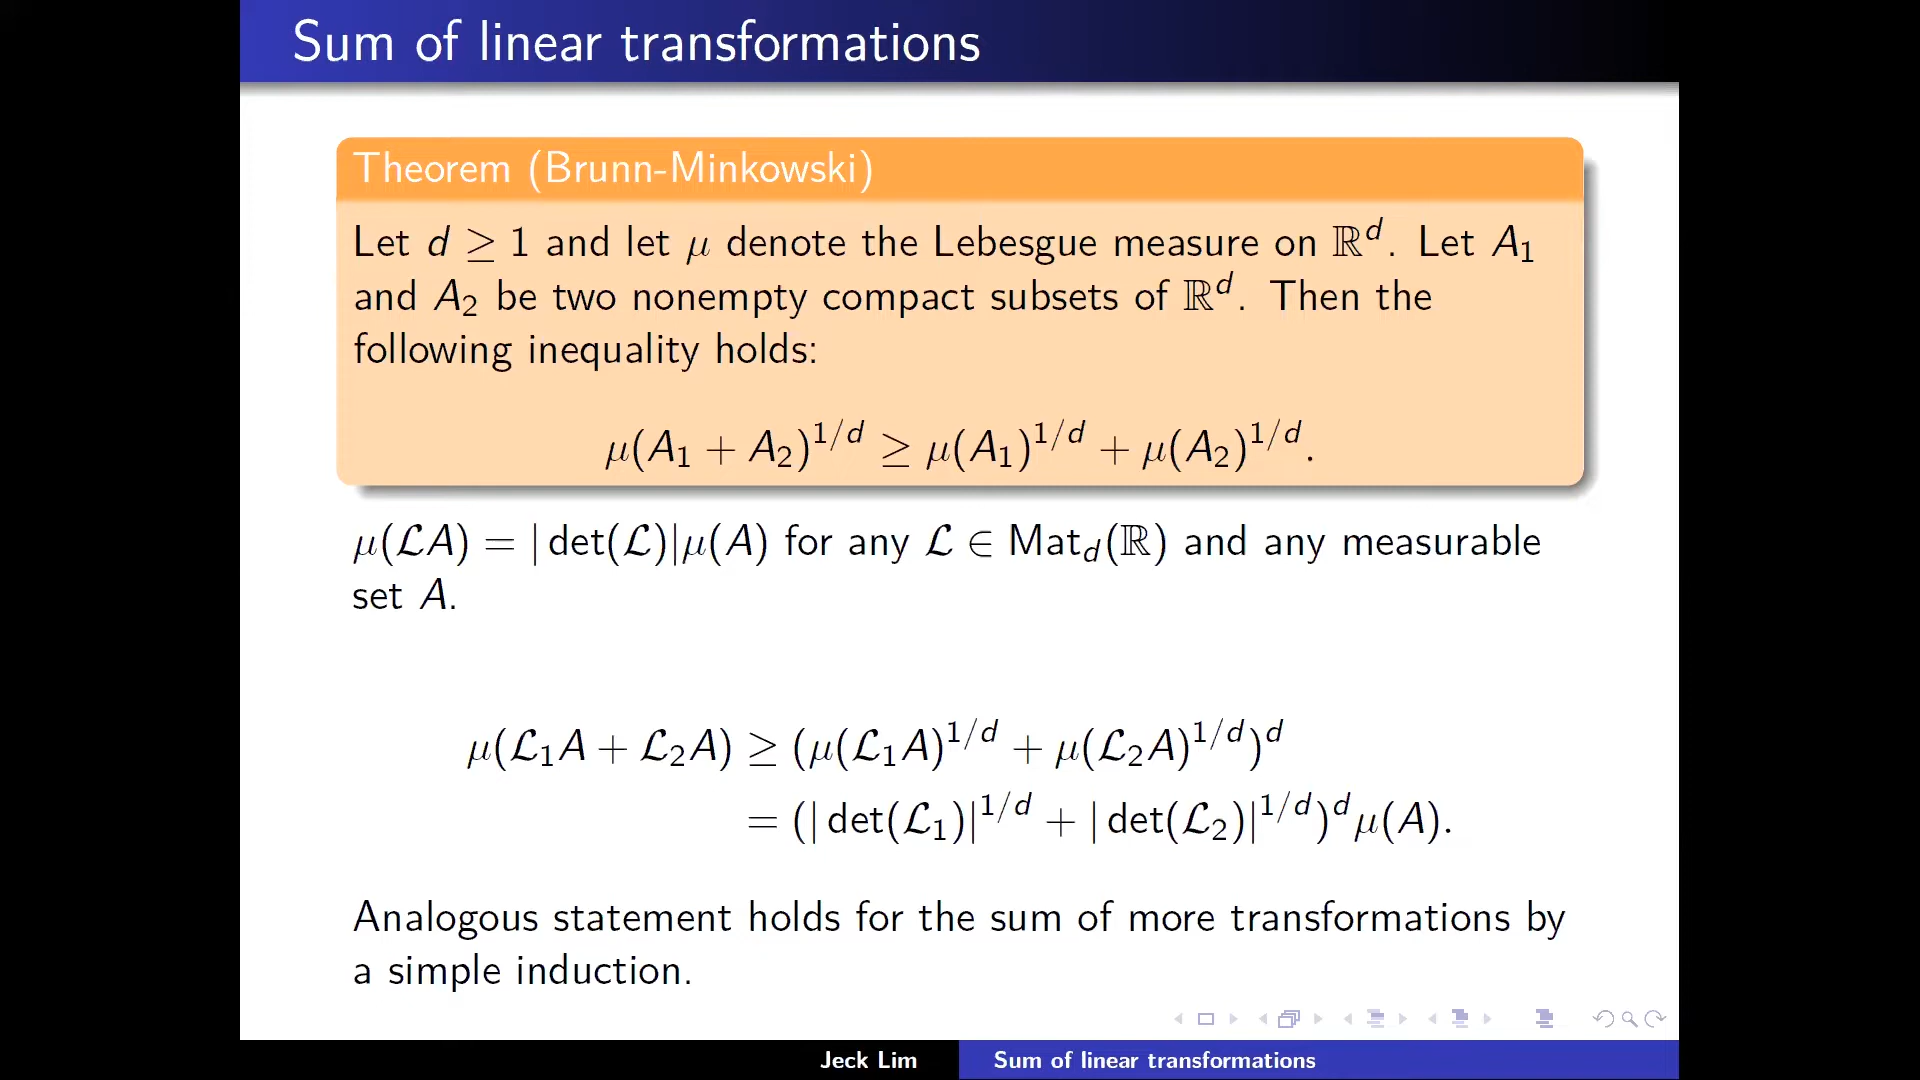 Sum of linear transformations
Theorem (Brunn-Minkowski)
Let d ≥ 1 and let μ denote the Lebesgue measure on ℝᵈ. Let A₁
and A₂ be two nonempty compact subsets of ℝᵈ. Then the
following inequality holds:
μ(A₁ + A₂)^{1/d} ≥ μ(A₁)^{1/d} + μ(A₂)^{1/d}.
μ(ℒA) = | det(ℒ)|μ(A) for any ℒ ∈ Mat_d(ℝ) and any measurable
set A.
μ(ℒ₁A + ℒ₂A) ≥ (μ(ℒ₁A)^{1/d} + μ(ℒ₂A)^{1/d})^d
= (| det(ℒ₁)|^{1/d} + | det(ℒ₂)|^{1/d})^d μ(A).
Analogous statement holds for the sum of more transformations by
a simple induction.
Jeck Lim
Sum of linear transformations